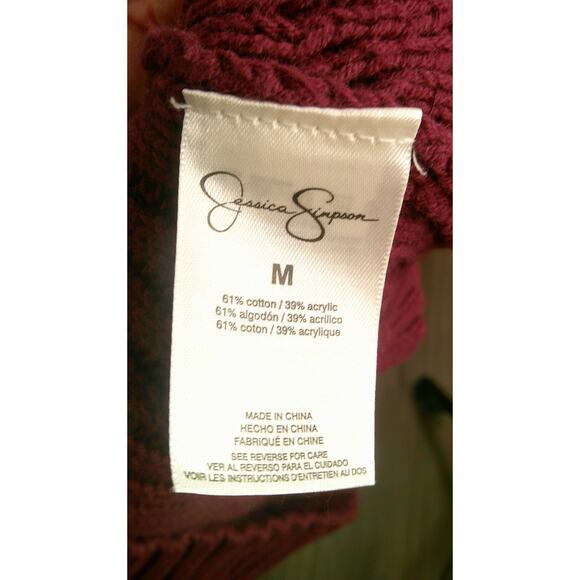 Jessica Simpson
M
61% cotton / 39% acrylic
61% algodón / 39% acrílico
61% coton / 39% acrylique
MADE IN CHINA
HECHO EN CHINA
FABRIQUÉ EN CHINE
SEE REVERSE FOR CARE
VER AL REVERSO PARA EL CUIDADO
VOIR LES INSTRUCTIONS D'ENTRETIEN AU DOS